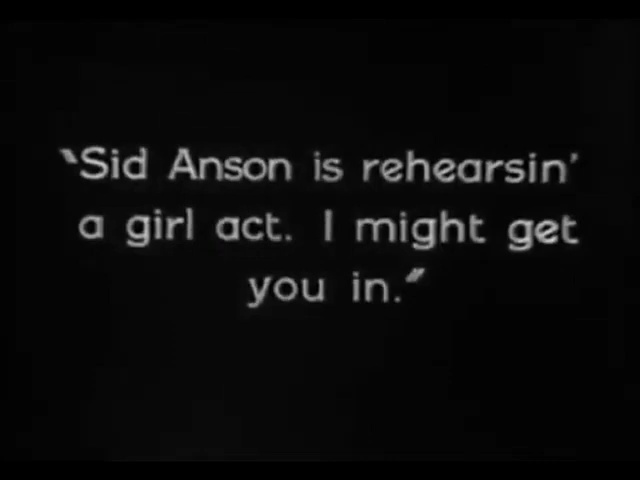 "Sid Anson is rehearsin'
a girl act. I might get
you in."